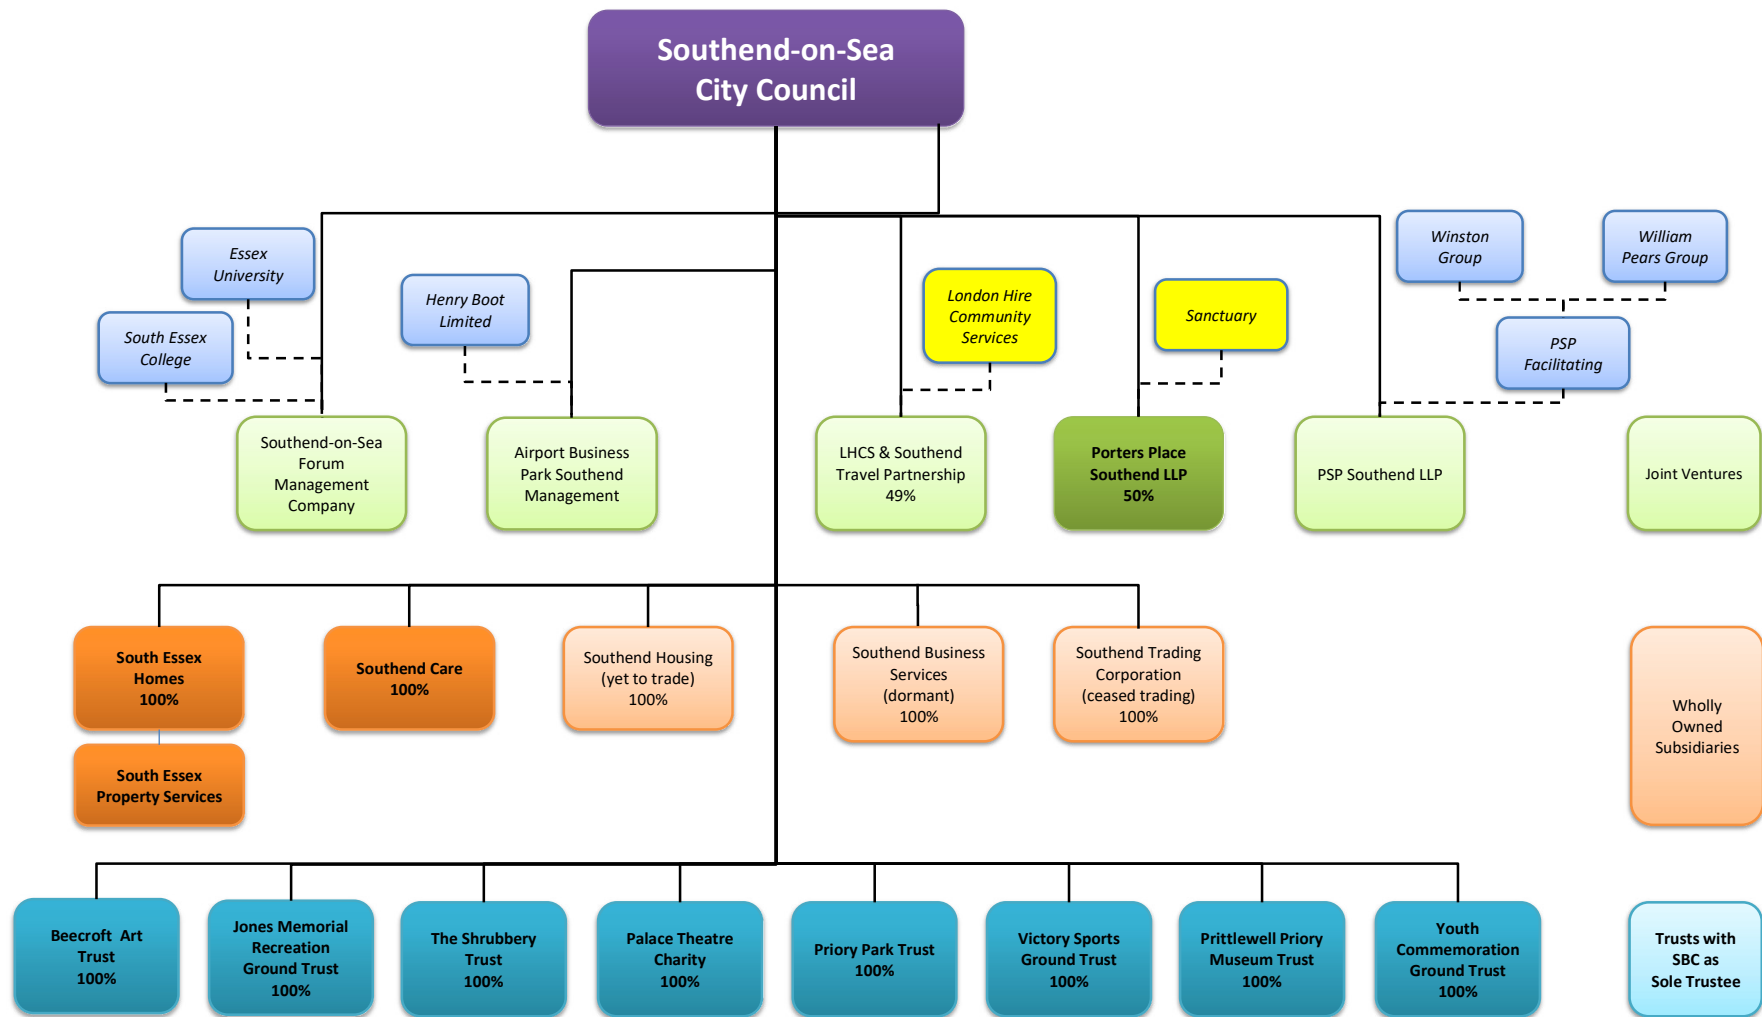 Southend-on-Sea
City Council
Essex
University
South Essex
College
Henry Boot
Limited
London Hire
Community
Services
Sanctuary
Winston
Group
William
Pears Group
PSP
Facilitating
Southend-on-Sea
Forum
Management
Company
Airport Business
Park Southend
Management
LHCS & Southend
Travel Partnership
49%
Porters Place
Southend LLP
50%
PSP Southend LLP
Joint Ventures
South Essex
Homes
100%
Southend Care
100%
Southend Housing
(yet to trade)
100%
Southend Business
Services
(dormant)
100%
Southend Trading
Corporation
(ceased trading)
100%
Wholly
Owned
Subsidiaries
South Essex
Property Services
Beecroft Art
Trust
100%
Jones Memorial
Recreation
Ground Trust
100%
The Shrubbery
Trust
100%
Palace Theatre
Charity
100%
Priory Park Trust
100%
Victory Sports
Ground Trust
100%
Prittlewell Priory
Museum Trust
100%
Youth
Commemoration
Ground Trust
100%
Trusts with
SBC as
Sole Trustee